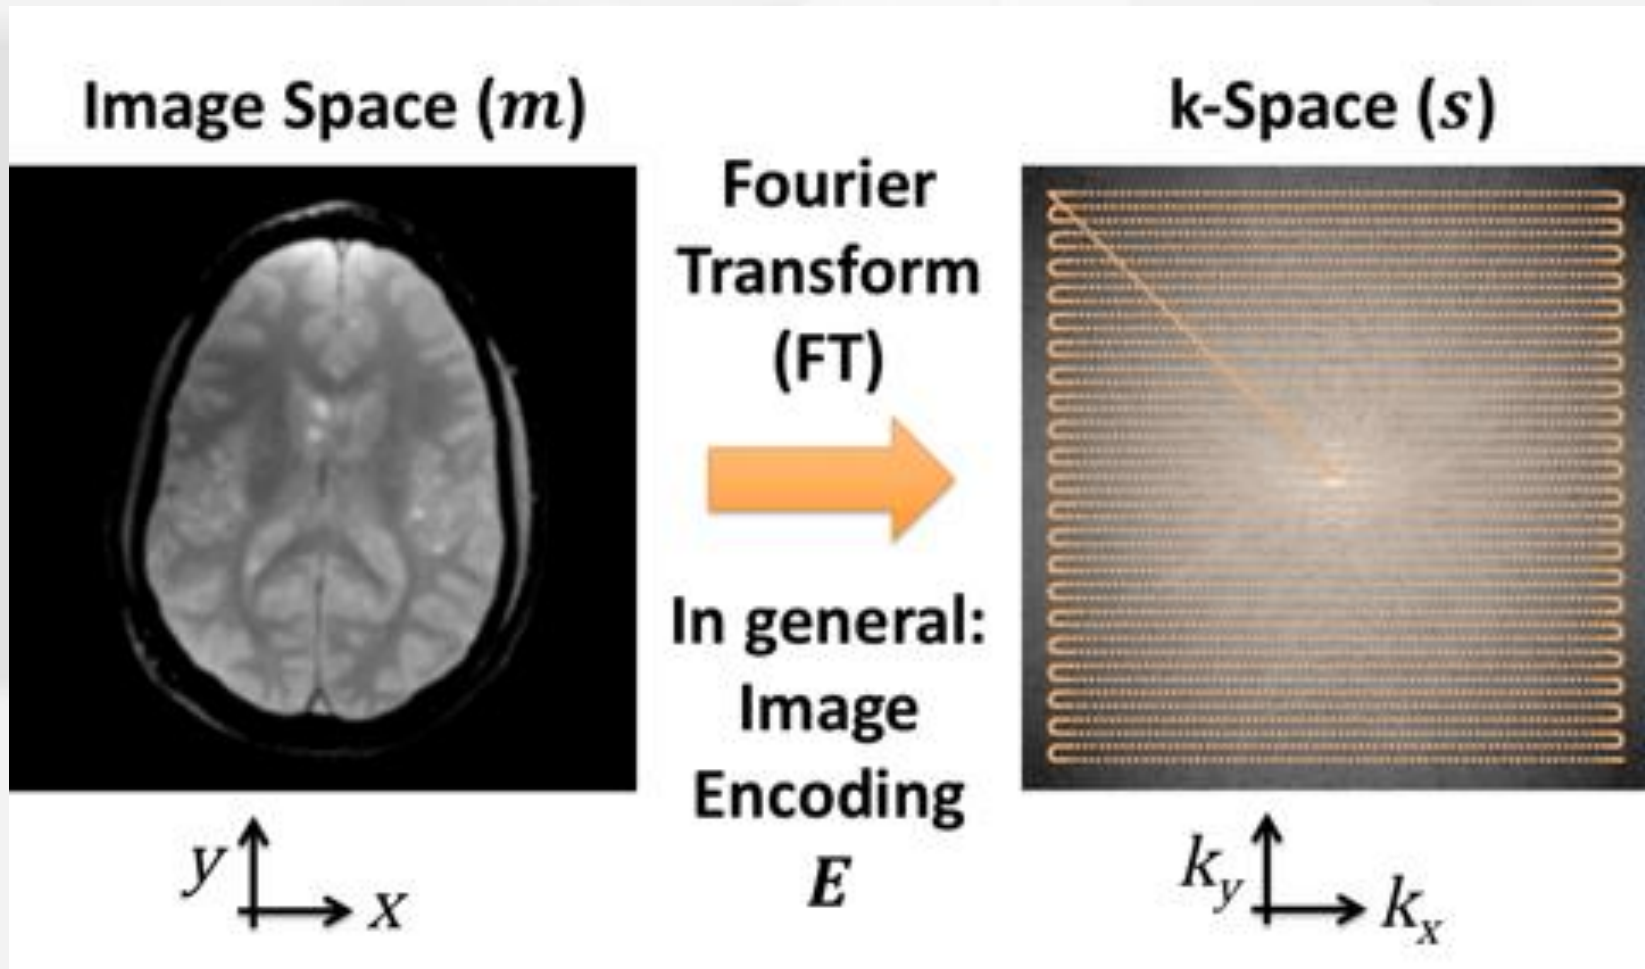 Image Space (m)
Fourier
Transform
(FT)
In general:
Image
Encoding
E
k-Space (s)
y
x
k_y
k_x